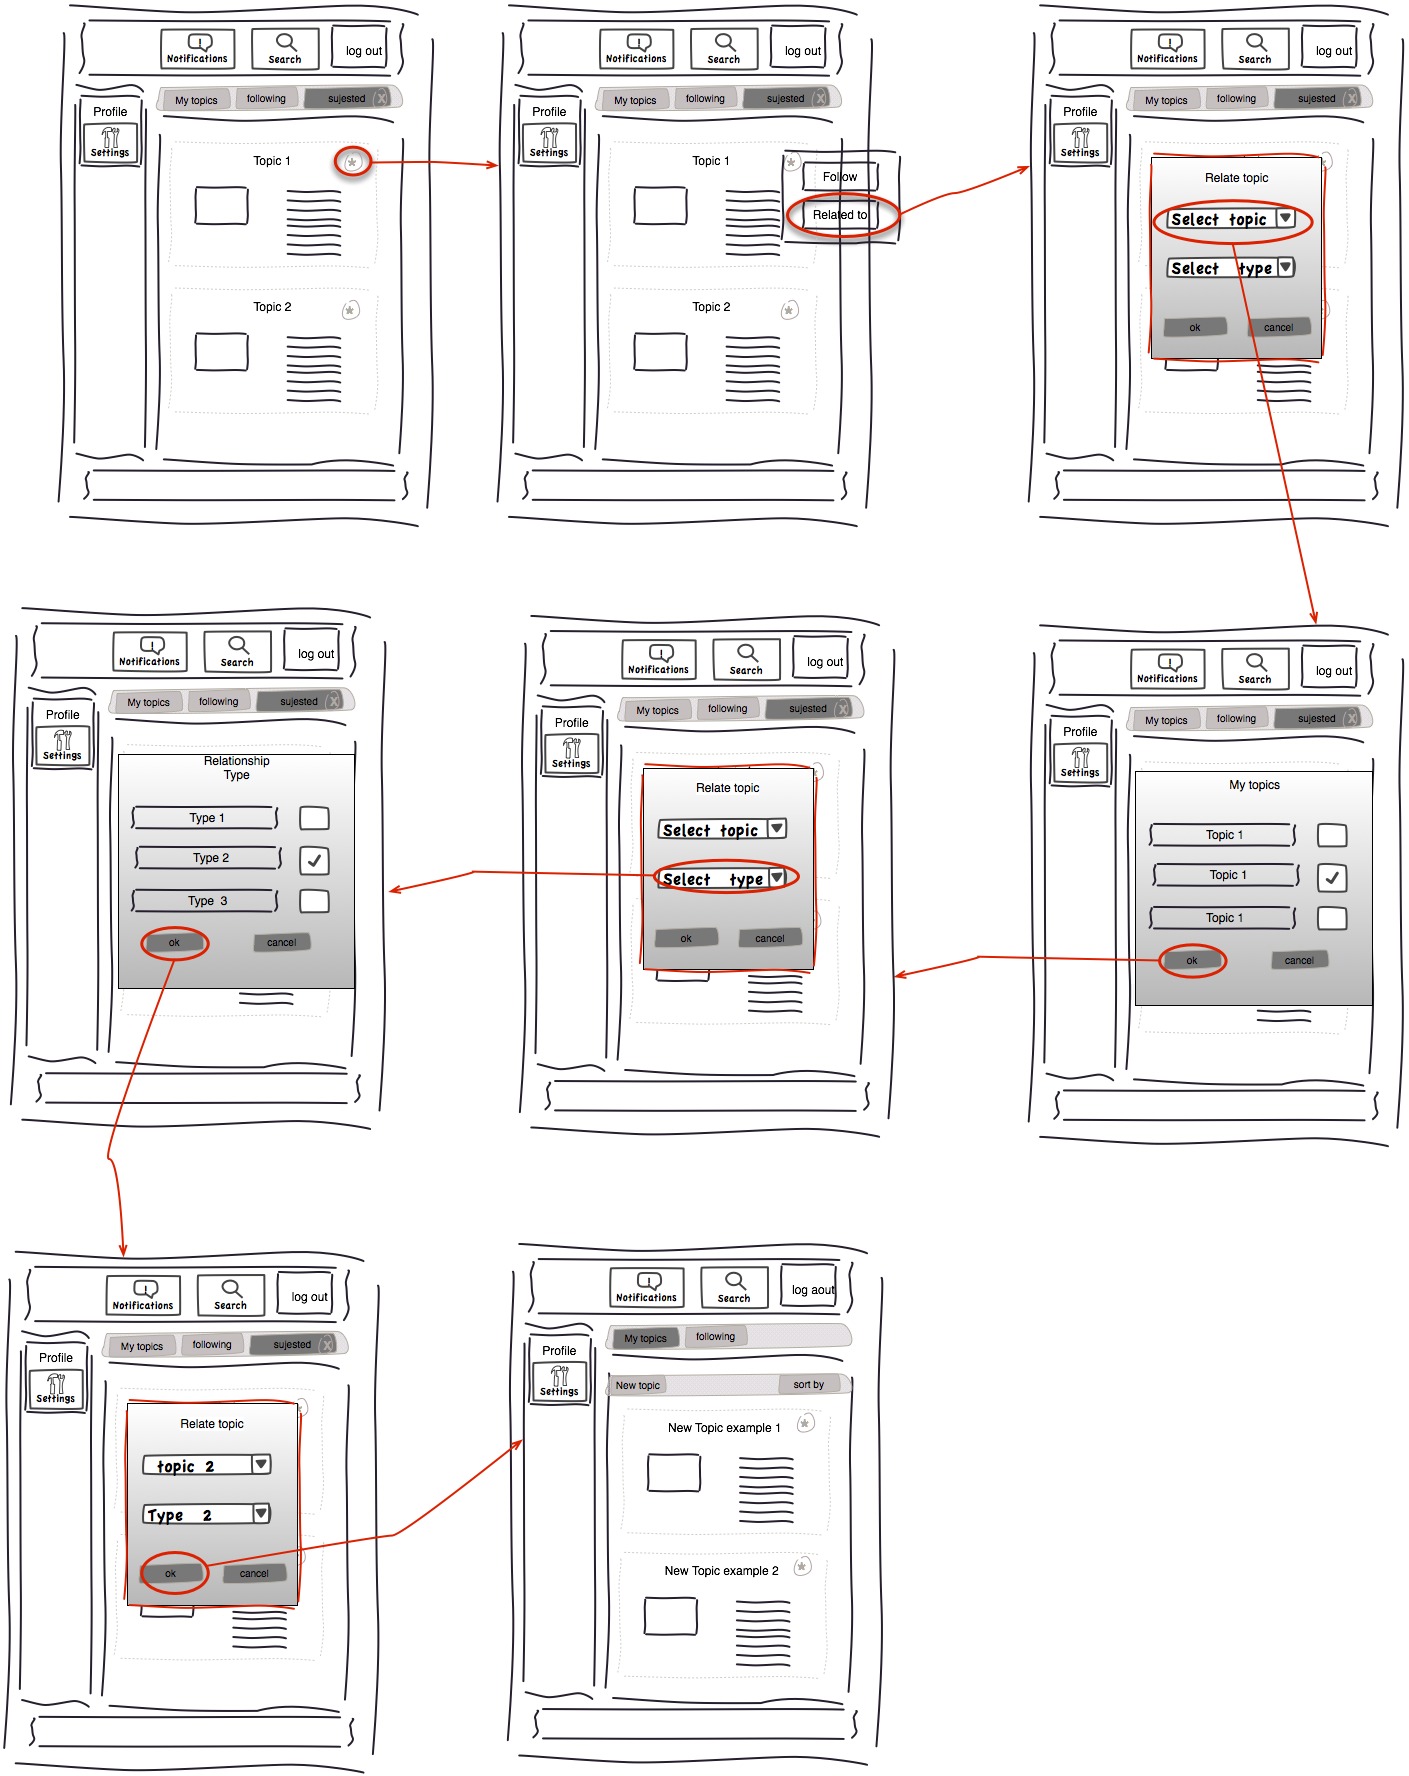 Notifications
Search
log out
My topics
following
sujested
X
Profile
Settings
Topic 1
Topic 2
Notifications
Search
log out
My topics
following
sujested
X
Profile
Settings
Topic 1
Follow
Related to
Topic 2
Notifications
Search
log out
My topics
following
sujested
X
Profile
Settings
Relate topic
Select topic
Select type
ok
cancel
Notifications
Search
log out
My topics
following
sujested
X
Profile
Settings
Relationship
Type
Type 1
Type 2
Type 3
ok
cancel
Notifications
Search
log out
My topics
following
sujested
X
Profile
Settings
Relate topic
Select topic
Select type
ok
cancel
Notifications
Search
log out
My topics
following
sujested
X
Profile
Settings
My topics
Topic 1
Topic 1
Topic 1
ok
cancel
Notifications
Search
log out
My topics
following
sujested
X
Profile
Settings
Relate topic
topic 2
Type 2
ok
cancel
Notifications
Search
log aout
My topics
following
Profile
Settings
New topic
sort by
New Topic example 1
New Topic example 2